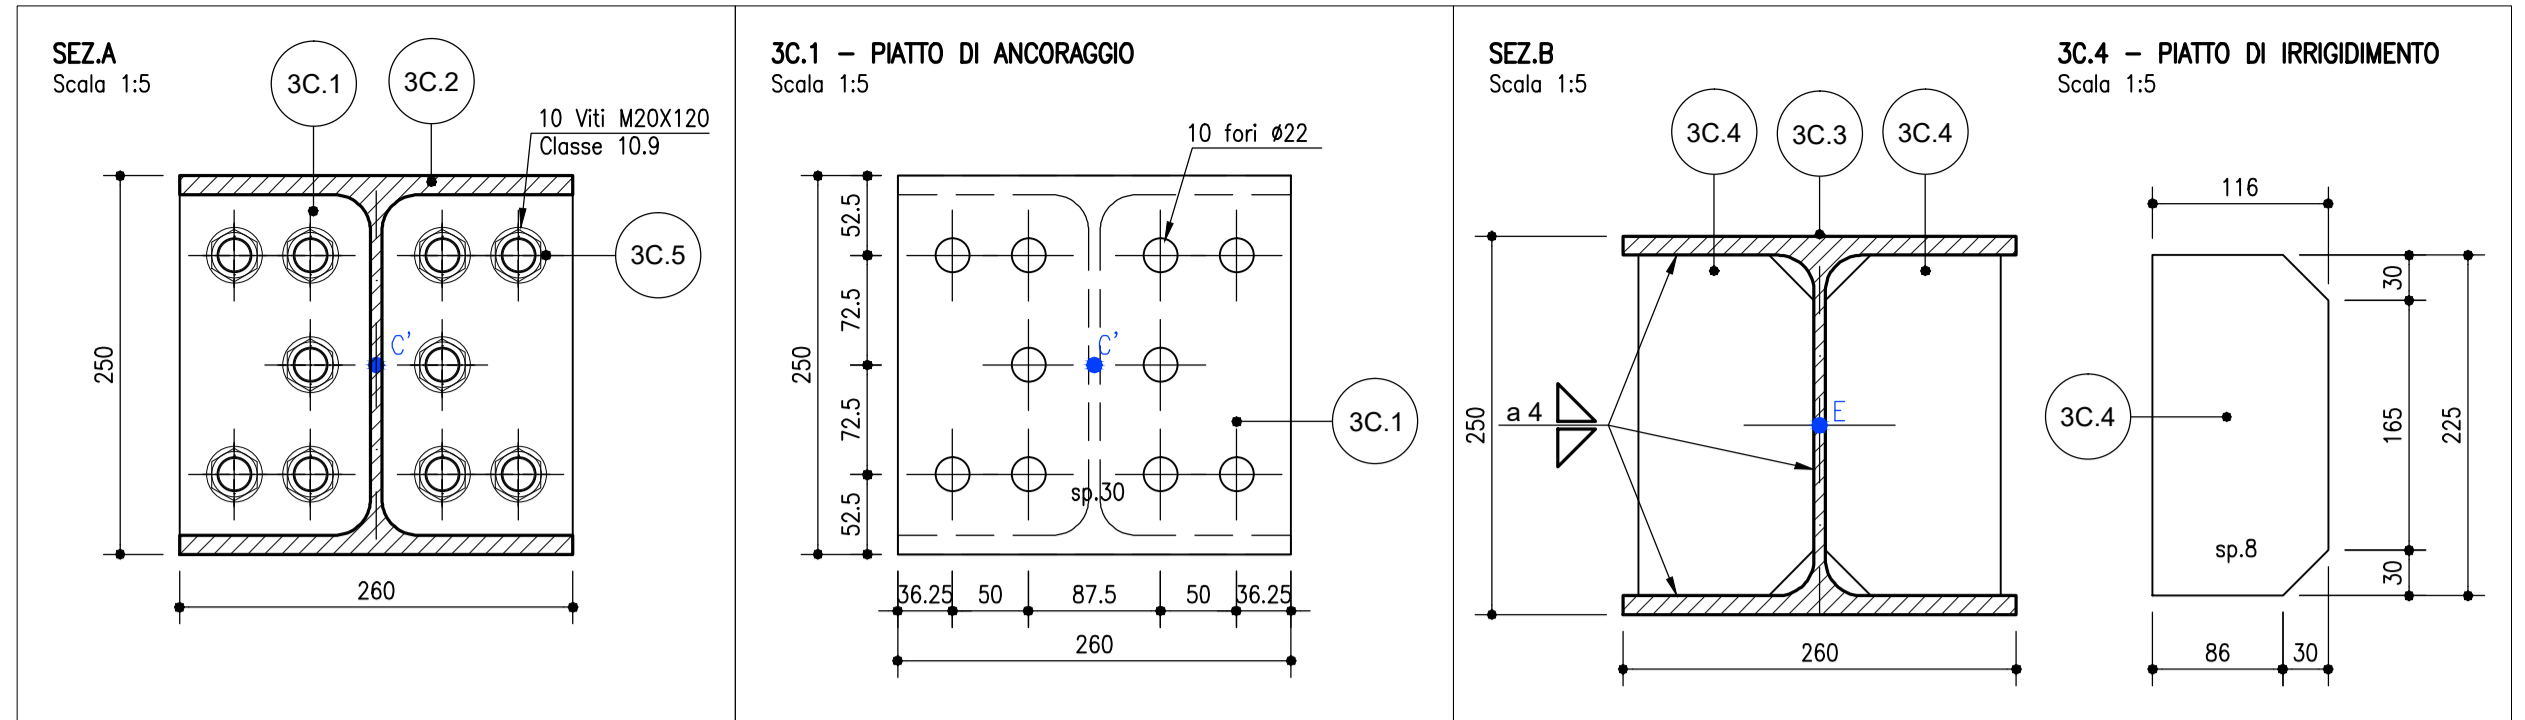 SEZ.A
Scala 1:5
3C.1
3C.2
10 Viti M20X120
Classe 10.9
3C.5
C'
250
260
3C.1 – PIATTO DI ANCORAGGIO
Scala 1:5
10 fori ø22
52.5
72.5
72.5
52.5
250
C'
3C.1
sp.30
36.25 50 87.5 50 36.25
260
SEZ.B
Scala 1:5
3C.4
3C.3
3C.4
250
a 4
E
260
3C.4 – PIATTO DI IRRIGIDIMENTO
Scala 1:5
116
3C.4
30
165
30
225
sp.8
86 30